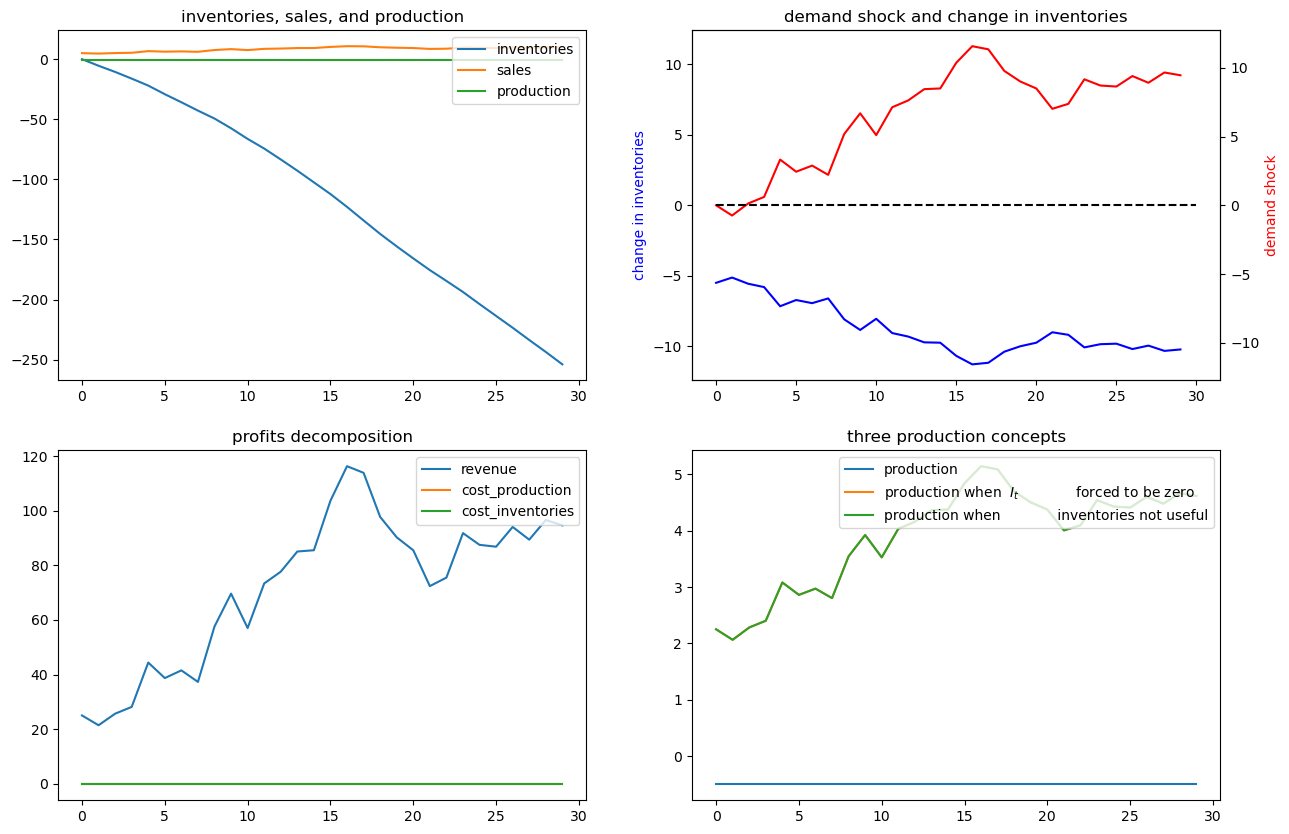 inventories, sales, and production
0
−50
−100
−150
−200
−250
0 5 10 15 20 25 30
inventories
sales
production
demand shock and change in inventories
change in inventories
10
5
0
−5
−10
0 5 10 15 20 25 30
10
5
0
−5
−10
demand shock
profits decomposition
120
100
80
60
40
20
0
0 5 10 15 20 25 30
revenue
cost_production
cost_inventories
three production concepts
5
4
3
2
1
0
0 5 10 15 20 25 30
production
production when I_t forced to be zero
production when inventories not useful